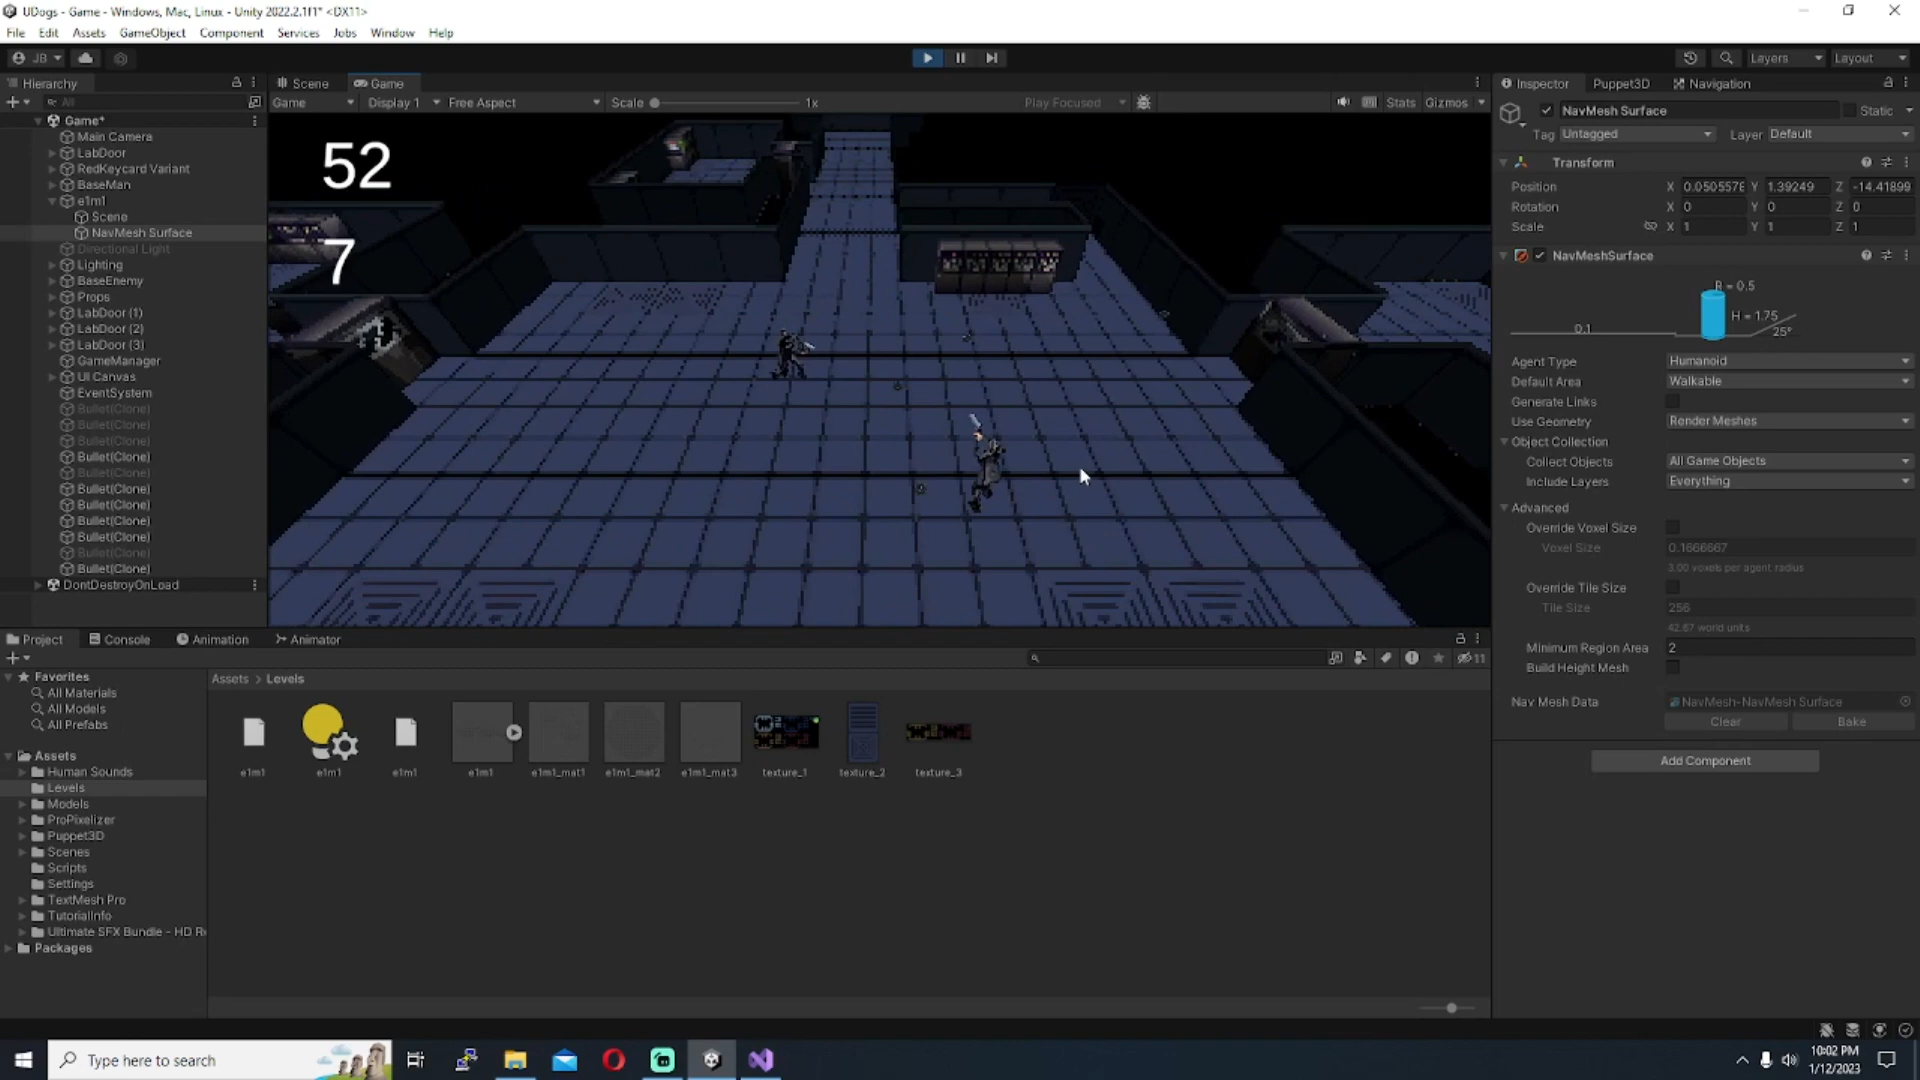 UDogs - Game - Windows, Mac, Linux - Unity 2022.2.1f1* <DX11>
File Edit Assets GameObject Component Services Jobs Window Help
JB Layers Layout
Hierarchy Scene Game Inspector Puppet3D Navigation
All Game Display 1 Free Aspect Scale 1x Play Focused Stats Gizmos
NavMesh Surface Static
Tag Untagged Layer Default
Game*
Main Camera
LabDoor
RedKeycard Variant
BaseMan
e1m1
Scene
NavMesh Surface
Directional Light
Lighting
BaseEnemy
Props
LabDoor (1)
LabDoor (2)
LabDoor (3)
GameManager
UI Canvas
EventSystem
Bullet(Clone)
Bullet(Clone)
Bullet(Clone)
Bullet(Clone)
Bullet(Clone)
Bullet(Clone)
Bullet(Clone)
Bullet(Clone)
Bullet(Clone)
Bullet(Clone)
Bullet(Clone)
DontDestroyOnLoad
52
7
Transform
Position X 0.0505578 Y 1.39249 Z -14.41899
Rotation X 0 Y 0 Z 0
Scale X 1 Y 1 Z 1
NavMeshSurface
R = 0.5
H = 1.75
0.1
25°
Agent Type Humanoid
Default Area Walkable
Generate Links
Use Geometry Render Meshes
Object Collection
Collect Objects All Game Objects
Include Layers Everything
Advanced
Override Voxel Size
Voxel Size 0.1666667
3.00 voxels per agent radius
Override Tile Size
Tile Size 256
42.67 world units
Minimum Region Area 2
Build Height Mesh
Nav Mesh Data NavMesh-NavMesh Surface
Clear Bake
Add Component
Project Console Animation Animator
11
Favorites
All Materials
All Models
All Prefabs
Assets
Human Sounds
Levels
Models
ProPixelizer
Puppet3D
Scenes
Scripts
Settings
TextMesh Pro
TutorialInfo
Ultimate SFX Bundle - HD Re
Packages
Assets > Levels
e1m1 e1m1 e1m1 e1m1 e1m1_mat1 e1m1_mat2 e1m1_mat3 texture_1 texture_2 texture_3
Type here to search
10:02 PM
1/12/2023